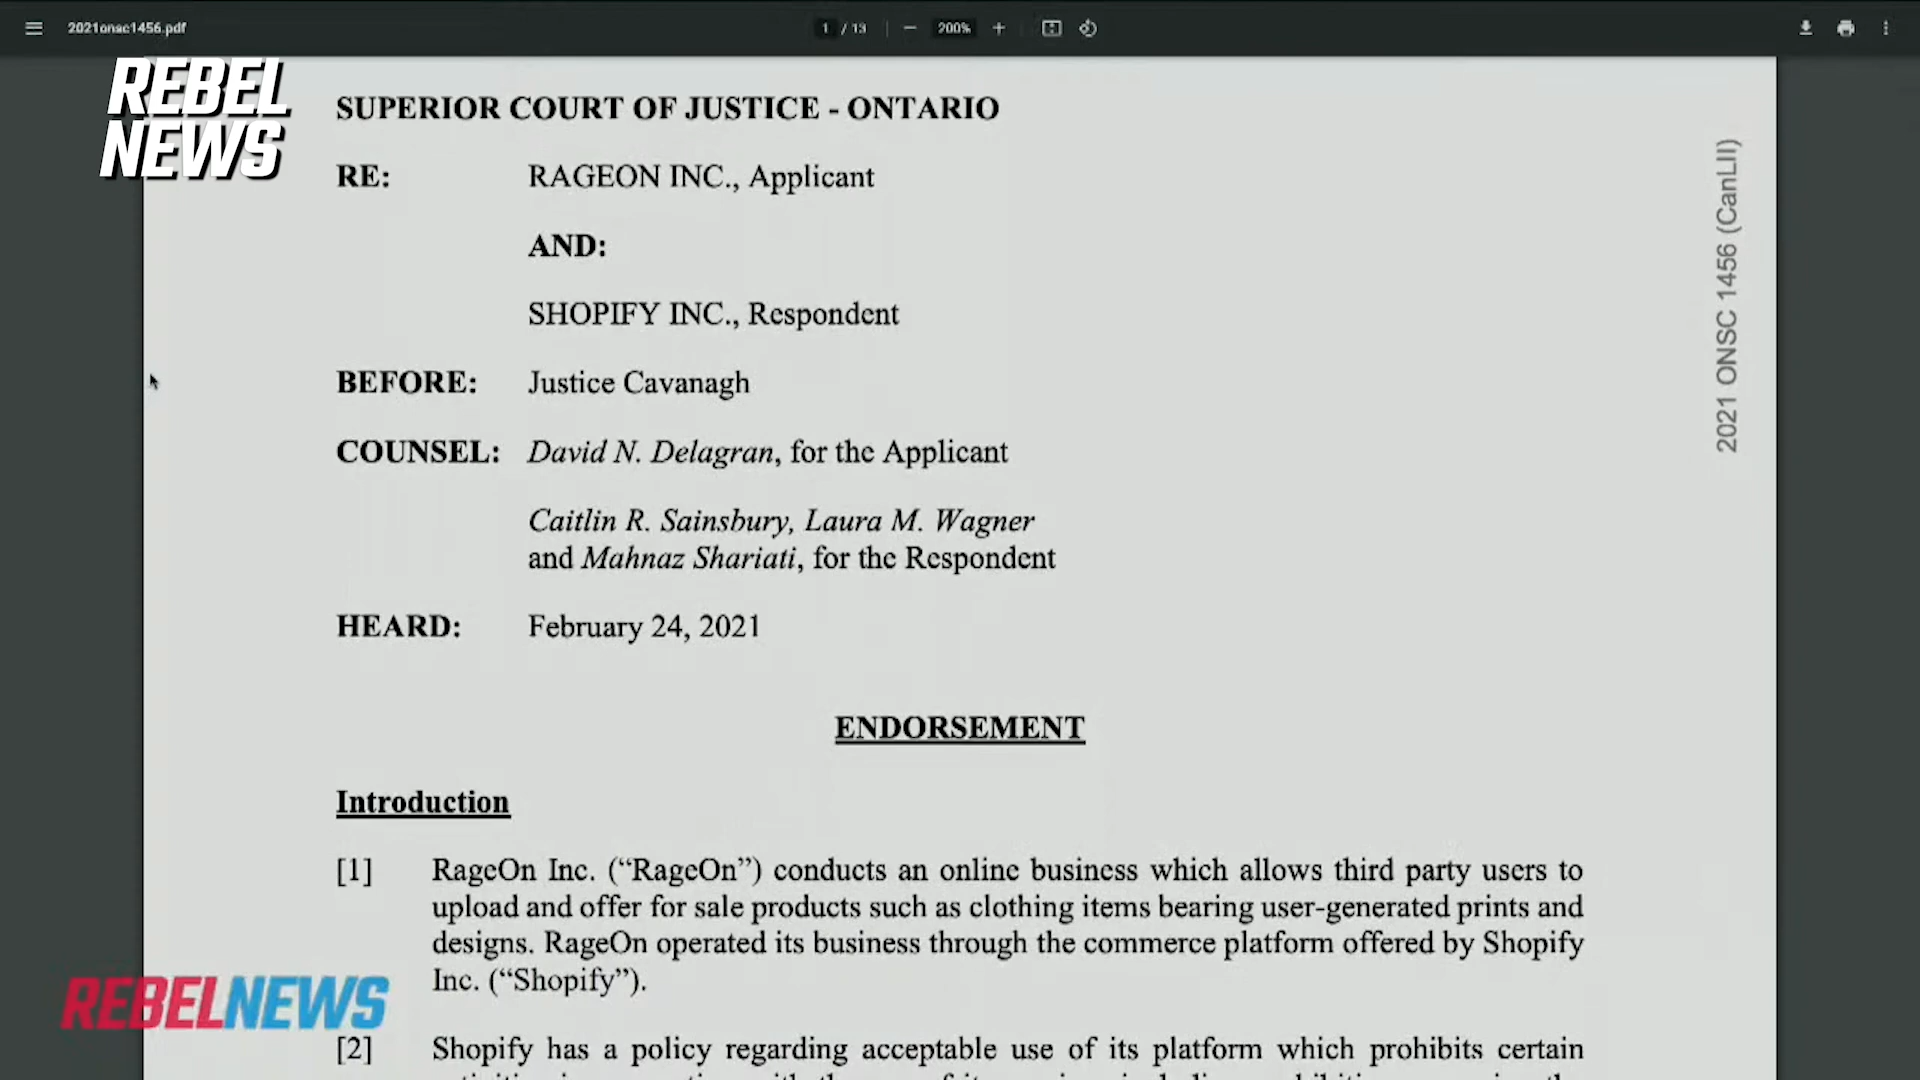 2021onsc1456.pdf
1 / 13
200%
REBEL
NEWS
SUPERIOR COURT OF JUSTICE - ONTARIO
RE: RAGEON INC., Applicant
AND:
SHOPIFY INC., Respondent
BEFORE: Justice Cavanagh
COUNSEL: David N. Delagran, for the Applicant
Caitlin R. Sainsbury, Laura M. Wagner
and Mahnaz Shariati, for the Respondent
HEARD: February 24, 2021
2021 ONSC 1456 (CanLII)
ENDORSEMENT
Introduction
[1] RageOn Inc. (“RageOn”) conducts an online business which allows third party users to
upload and offer for sale products such as clothing items bearing user-generated prints and
designs. RageOn operated its business through the commerce platform offered by Shopify
Inc. (“Shopify”).
REBELNEWS
[2] Shopify has a policy regarding acceptable use of its platform which prohibits certain